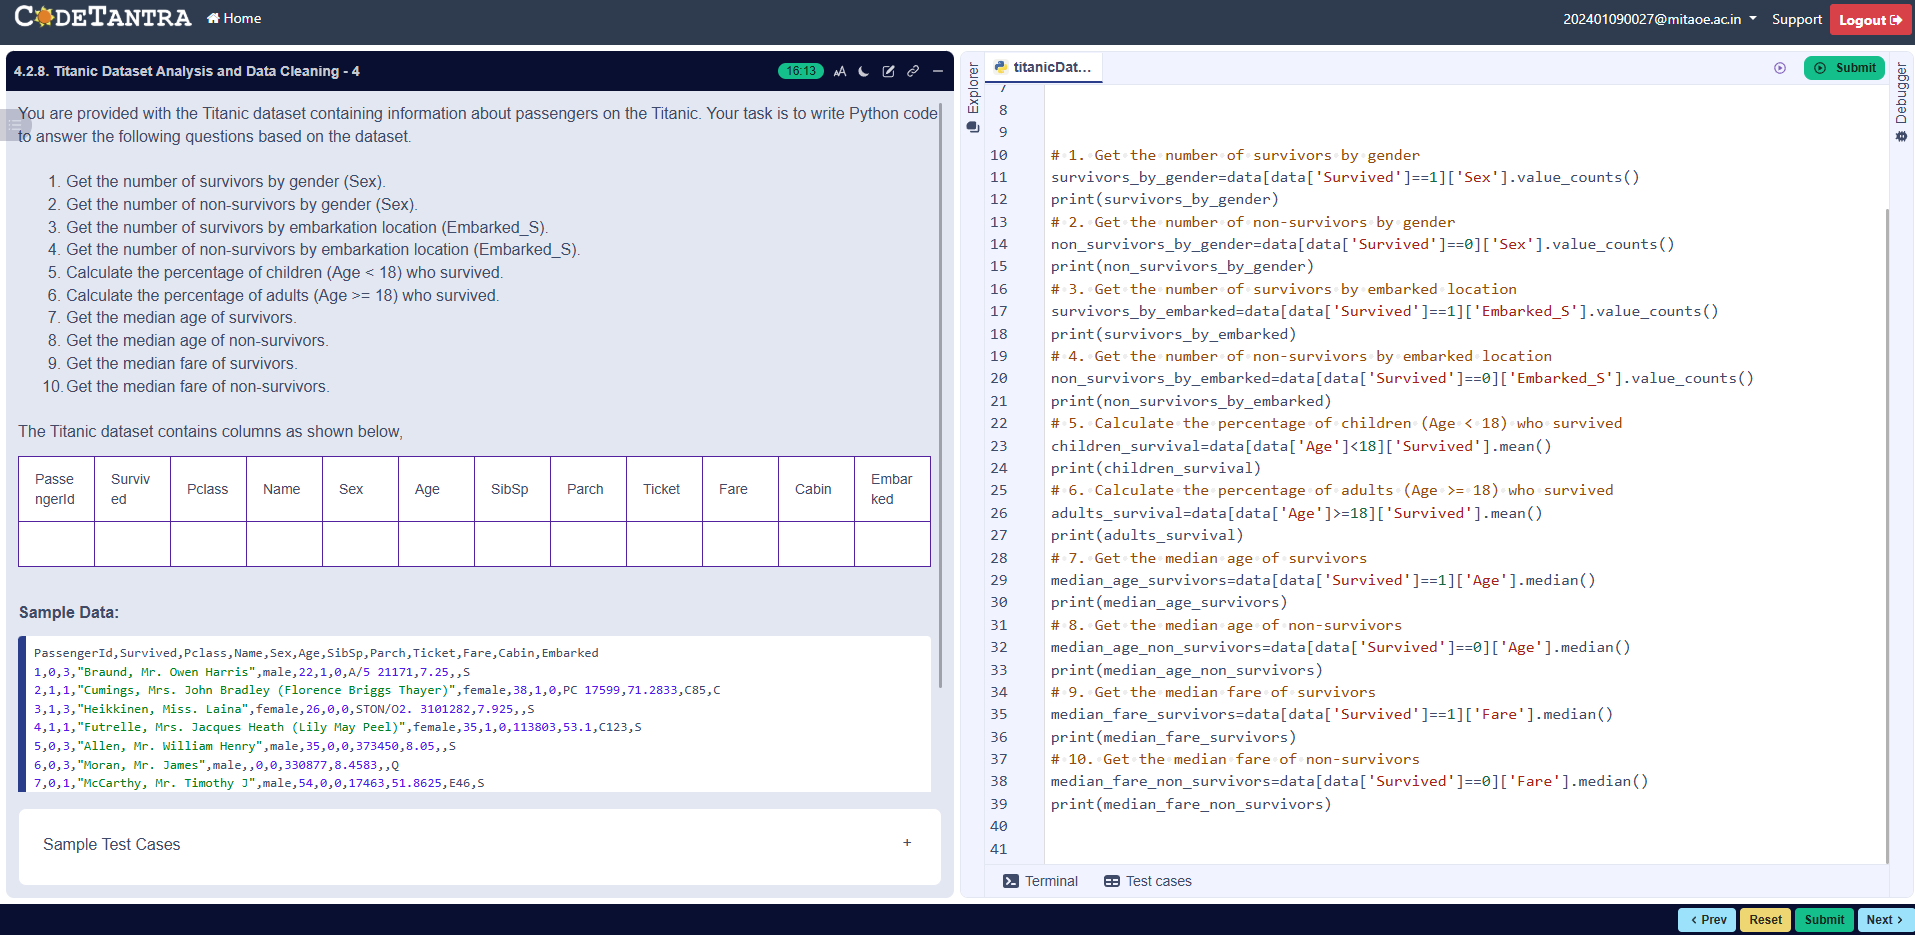 CODETANTRA Home
202401090027@mitaoe.ac.in Support Logout
4.2.8. Titanic Dataset Analysis and Data Cleaning - 4
16:13 AA
You are provided with the Titanic dataset containing information about passengers on the Titanic. Your task is to write Python code
to answer the following questions based on the dataset.
1. Get the number of survivors by gender (Sex).
2. Get the number of non-survivors by gender (Sex).
3. Get the number of survivors by embarkation location (Embarked_S).
4. Get the number of non-survivors by embarkation location (Embarked_S).
5. Calculate the percentage of children (Age < 18) who survived.
6. Calculate the percentage of adults (Age >= 18) who survived.
7. Get the median age of survivors.
8. Get the median age of non-survivors.
9. Get the median fare of survivors.
10. Get the median fare of non-survivors.
The Titanic dataset contains columns as shown below,
Passe Surviv Pclass Name Sex Age SibSp Parch Ticket Fare Cabin Embar
ngerId ed ked
Sample Data:
PassengerId,Survived,Pclass,Name,Sex,Age,SibSp,Parch,Ticket,Fare,Cabin,Embarked
1,0,3,"Braund, Mr. Owen Harris",male,22,1,0,A/5 21171,7.25,,S
2,1,1,"Cumings, Mrs. John Bradley (Florence Briggs Thayer)",female,38,1,0,PC 17599,71.2833,C85,C
3,1,3,"Heikkinen, Miss. Laina",female,26,0,0,STON/O2. 3101282,7.925,,S
4,1,1,"Futrelle, Mrs. Jacques Heath (Lily May Peel)",female,35,1,0,113803,53.1,C123,S
5,0,3,"Allen, Mr. William Henry",male,35,0,0,373450,8.05,,S
6,0,3,"Moran, Mr. James",male,,0,0,330877,8.4583,,Q
7,0,1,"McCarthy, Mr. Timothy J",male,54,0,0,17463,51.8625,E46,S
Sample Test Cases +
Explorer
titanicDat...
Submit
Debugger
7
8
9
10 # 1. Get the number of survivors by gender
11 survivors_by_gender=data[data['Survived']==1]['Sex'].value_counts()
12 print(survivors_by_gender)
13 # 2. Get the number of non-survivors by gender
14 non_survivors_by_gender=data[data['Survived']==0]['Sex'].value_counts()
15 print(non_survivors_by_gender)
16 # 3. Get the number of survivors by embarked location
17 survivors_by_embarked=data[data['Survived']==1]['Embarked_S'].value_counts()
18 print(survivors_by_embarked)
19 # 4. Get the number of non-survivors by embarked location
20 non_survivors_by_embarked=data[data['Survived']==0]['Embarked_S'].value_counts()
21 print(non_survivors_by_embarked)
22 # 5. Calculate the percentage of children (Age < 18) who survived
23 children_survival=data[data['Age']<18]['Survived'].mean()
24 print(children_survival)
25 # 6. Calculate the percentage of adults (Age >= 18) who survived
26 adults_survival=data[data['Age']>=18]['Survived'].mean()
27 print(adults_survival)
28 # 7. Get the median age of survivors
29 median_age_survivors=data[data['Survived']==1]['Age'].median()
30 print(median_age_survivors)
31 # 8. Get the median age of non-survivors
32 median_age_non_survivors=data[data['Survived']==0]['Age'].median()
33 print(median_age_non_survivors)
34 # 9. Get the median fare of survivors
35 median_fare_survivors=data[data['Survived']==1]['Fare'].median()
36 print(median_fare_survivors)
37 # 10. Get the median fare of non-survivors
38 median_fare_non_survivors=data[data['Survived']==0]['Fare'].median()
39 print(median_fare_non_survivors)
40
41
Terminal Test cases
< Prev Reset Submit Next >